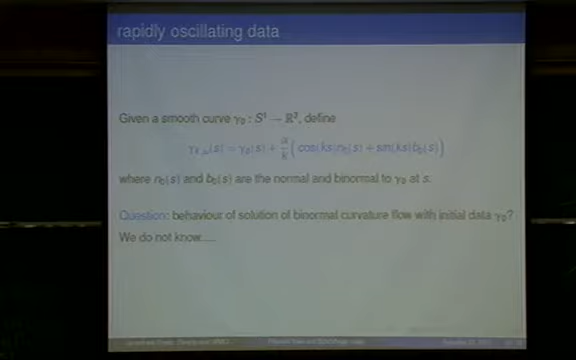 rapidly oscillating data
Given a smooth curve γ₀ : S¹ → ℝ³, define
(s) = γ₀(s) + α/k ( cos(ks)n₀(s) + sin(ks)b₀(s) )
where n₀(s) and b₀(s) are the normal and binormal to γ₀ at s.
Question: behaviour of solution of binormal curvature flow with initial data γ₀?
We do not know....